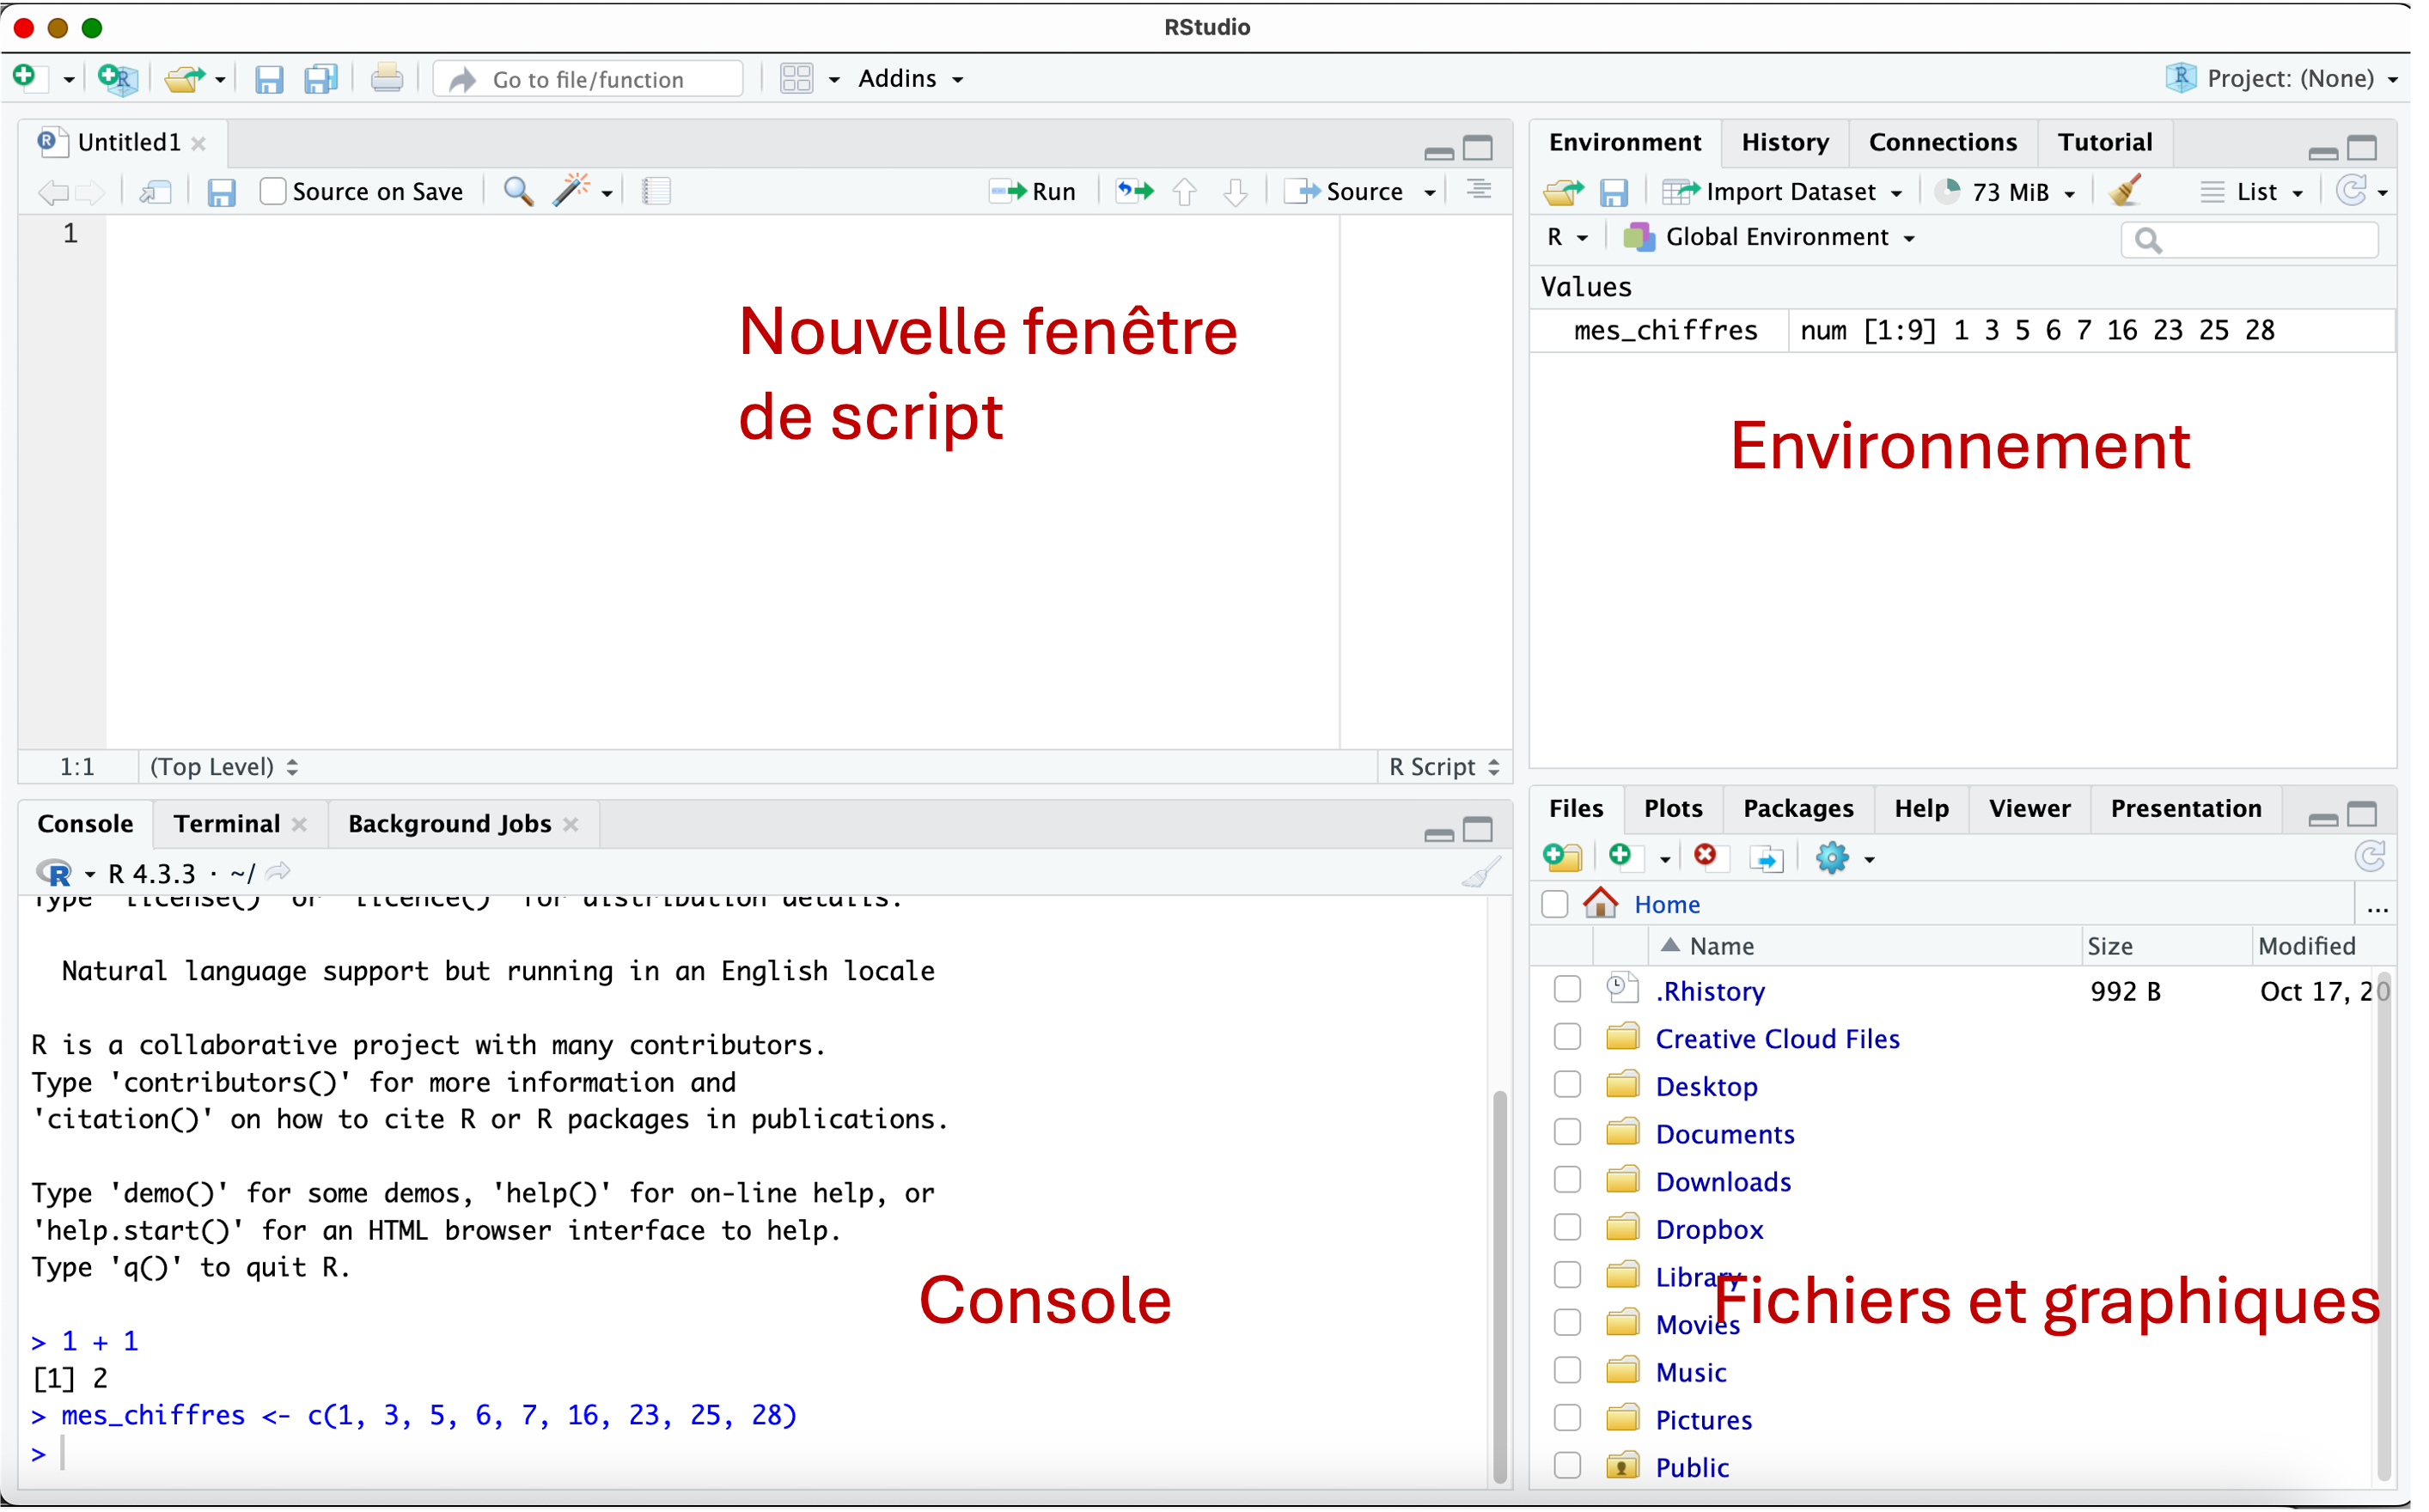 RStudio
Go to file/function
Addins
Project: (None)
Untitled1
Source on Save
Run
Source
1
Nouvelle fenêtre
de script
1:1
(Top Level)
R Script
Environment
History
Connections
Tutorial
Import Dataset
73 MiB
List
R
Global Environment
Values
mes_chiffres
num [1:9] 1 3 5 6 7 16 23 25 28
Environnement
Console
Terminal
Background Jobs
R 4.3.3 · ~/
Type 'license()' or 'licence()' for distribution details.
Natural language support but running in an English locale
R is a collaborative project with many contributors.
Type 'contributors()' for more information and
'citation()' on how to cite R or R packages in publications.
Type 'demo()' for some demos, 'help()' for on-line help, or
'help.start()' for an HTML browser interface to help.
Type 'q()' to quit R.
Console
> 1 + 1
[1] 2
> mes_chiffres <- c(1, 3, 5, 6, 7, 16, 23, 25, 28)
>
Files
Plots
Packages
Help
Viewer
Presentation
Home
...
Name
Size
Modified
.Rhistory
992 B
Oct 17, 20
Creative Cloud Files
Desktop
Documents
Downloads
Dropbox
Library
Fichiers et graphiques
Movies
Music
Pictures
Public